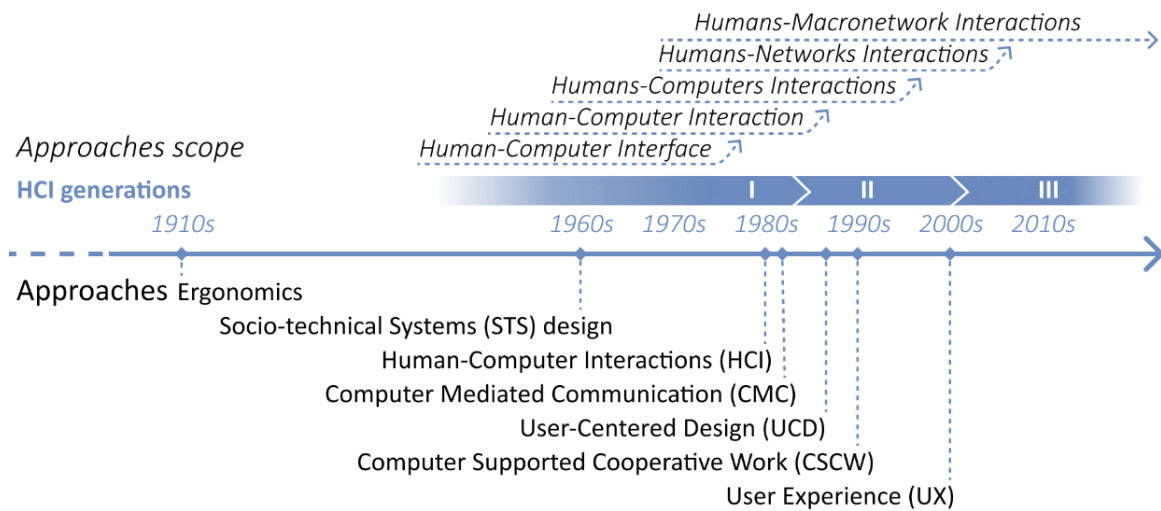 Humans-Macronetwork Interactions
Humans-Networks Interactions
Humans-Computers Interactions
Human-Computer Interaction
Human-Computer Interface
Approaches scope
HCI generations
I II III
1910s 1960s 1970s 1980s 1990s 2000s 2010s
Approaches Ergonomics
Socio-technical Systems (STS) design
Human-Computer Interactions (HCI)
Computer Mediated Communication (CMC)
User-Centered Design (UCD)
Computer Supported Cooperative Work (CSCW)
User Experience (UX)